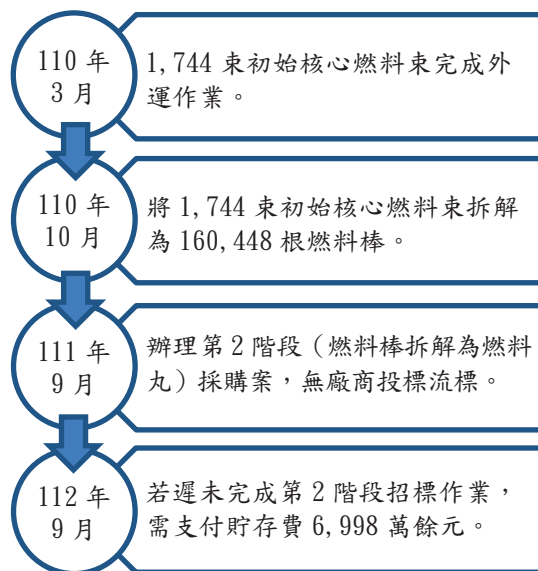 110 年
3 月
1,744 束初始核心燃料束完成外
運作業。
110 年
10 月
將 1,744 束初始核心燃料束拆解
為 160,448 根燃料棒。
111 年
9 月
辦理第 2 階段（燃料棒拆解為燃料
丸）採購案，無廠商投標流標。
112 年
9 月
若遲未完成第 2 階段招標作業，
需支付貯存費 6,998 萬餘元。